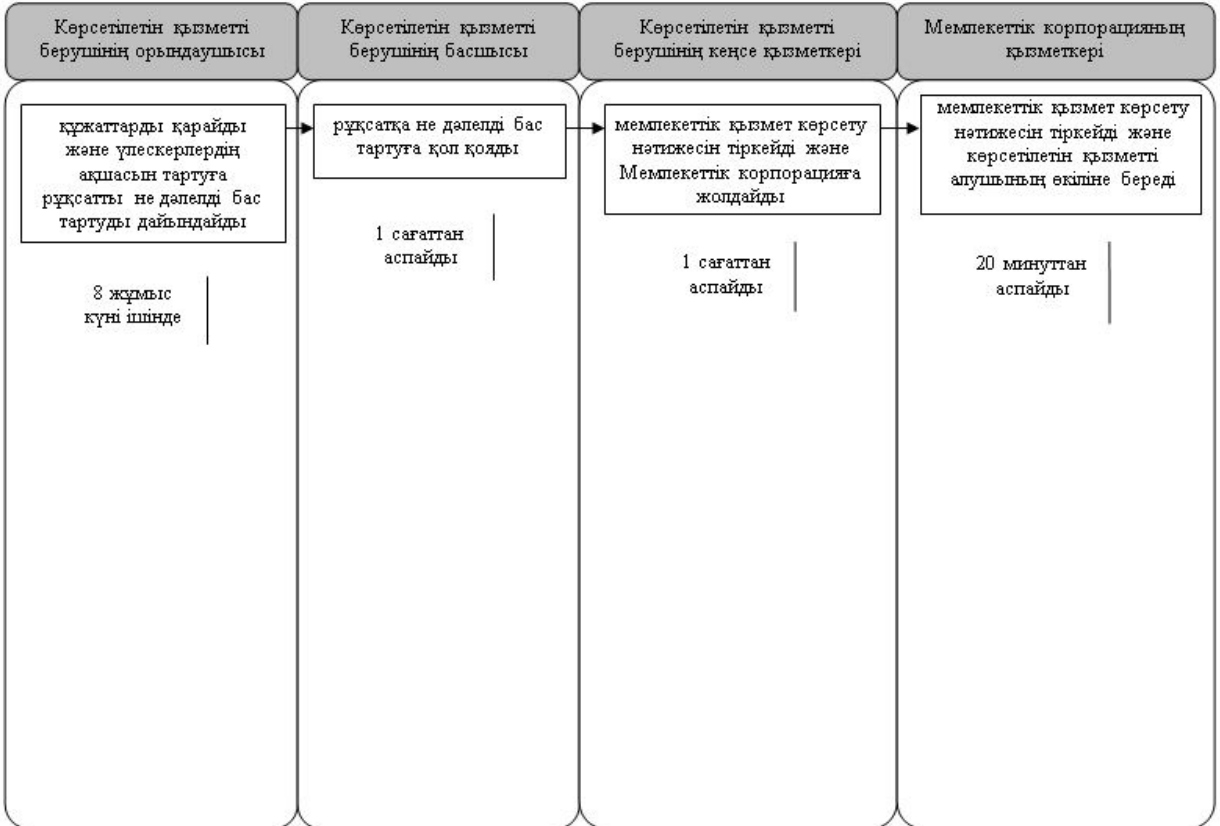 Көрсетілетін қызметті
берушінің орындаушысы
Көрсетілетін қызметті
берушінің басшысы
Көрсетілетін қызметті
берушінің кеңсе қызметкері
Мемлекеттік корпорацияның
қызметкері
құжаттарды қарайды
және үлескерлердің
ақшасын тартуға
рұқсатты не дәлелді бас
тартуды дайындайды
8 жұмыс
күні ішінде
рұқсатқа не дәлелді бас
тартуға қол қояды
1 сағаттан
аспайды
мемлекеттік қызмет көрсету
нәтижесін тіркейді және
Мемлекеттік корпорацияға
жолдайды
1 сағаттан
аспайды
мемлекеттік қызмет көрсету
нәтижесін тіркейді және
көрсетілетін қызметті
алушының өкіліне береді
20 минуттан
аспайды